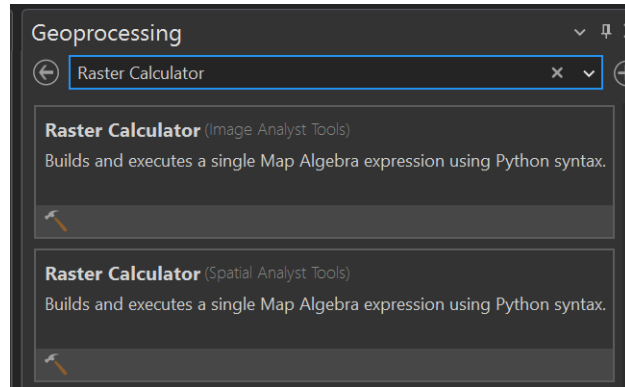 Geoprocessing
Raster Calculator
Raster Calculator (Image Analyst Tools)
Builds and executes a single Map Algebra expression using Python syntax.
Raster Calculator (Spatial Analyst Tools)
Builds and executes a single Map Algebra expression using Python syntax.